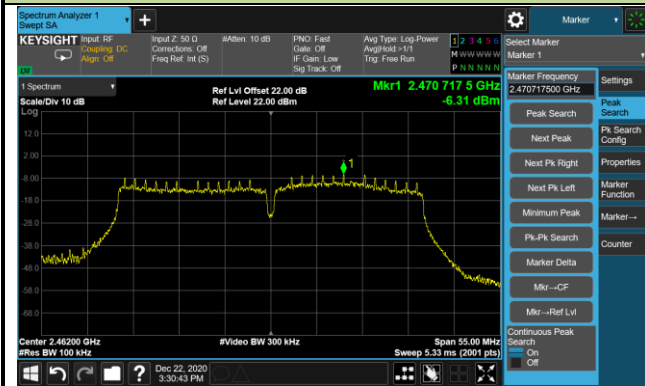 Spectrum Analyzer 1
Swept SA
+
Marker
KEYSIGHT
Input: RF
Coupling: DC
Align: Off
Input Z: 50 Ω
Corrections: Off
Freq Ref: Int (S)
#Atten: 10 dB
PNO: Fast
Gate: Off
IF Gain: Low
Sig Track: Off
Avg Type: Log-Power
Avg|Hold:>1/1
Trig: Free Run
1 2 3 4 5 6
M W W W W W
P N N N N N
LXI
Select Marker
Marker 1
1 Spectrum
Scale/Div 10 dB
Log
Ref Lvl Offset 22.00 dB
Ref Level 22.00 dBm
Mkr1 2.470 717 5 GHz
-6.31 dBm
12.0
2.00
-8.00
-18.0
-28.0
-38.0
-48.0
-58.0
-68.0
1
Center 2.46200 GHz
#Res BW 100 kHz
#Video BW 300 kHz
Span 55.00 MHz
Sweep 5.33 ms (2001 pts)
Marker Frequency
2.470717500 GHz
Peak Search
Next Peak
Next Pk Right
Next Pk Left
Minimum Peak
Pk-Pk Search
Marker Delta
Mkr→CF
Mkr→Ref Lvl
Continuous Peak
Search
On
Off
Settings
Peak
Search
Pk Search
Config
Properties
Marker
Function
Marker→
Counter
?
Dec 22, 2020
3:30:43 PM